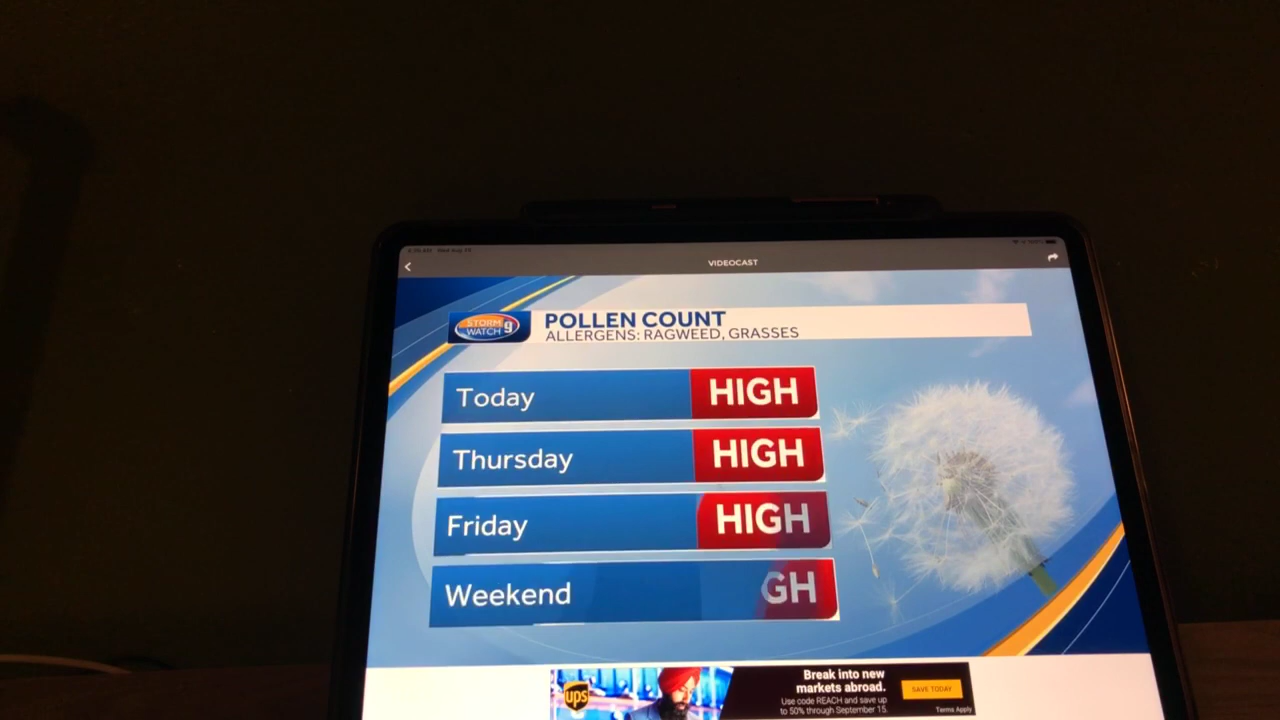 VIDEOCAST
STORM
WATCH 9
POLLEN COUNT
ALLERGENS: RAGWEED, GRASSES
Today HIGH
Thursday HIGH
Friday HIGH
Weekend GH
ups
Break into new
markets abroad.
Use code REACH and save up
to 50% through September 15.
SAVE TODAY
Terms Apply